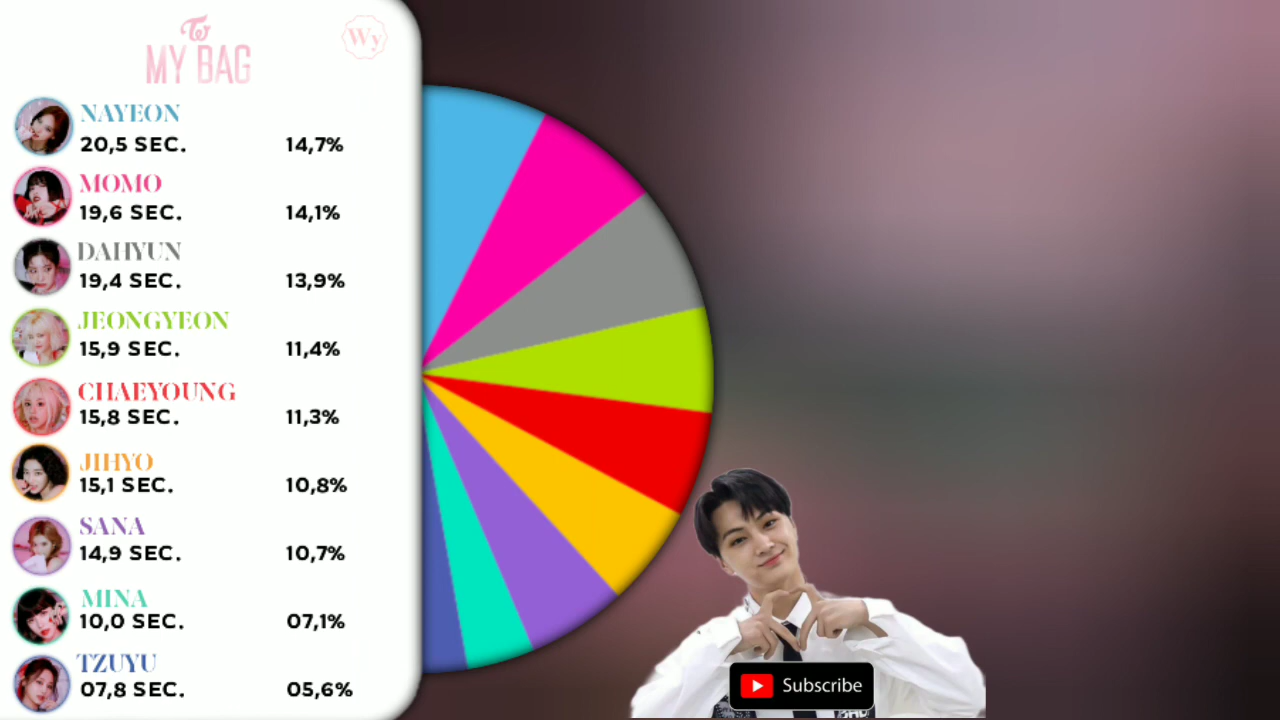 MY BAG
Wy
NAYEON
20,5 SEC. 14,7%
MOMO
19,6 SEC. 14,1%
DAHYUN
19,4 SEC. 13,9%
JEONGYEON
15,9 SEC. 11,4%
CHAEYOUNG
15,8 SEC. 11,3%
JIHYO
15,1 SEC. 10,8%
SANA
14,9 SEC. 10,7%
MINA
10,0 SEC. 07,1%
TZUYU
07,8 SEC. 05,6%
Subscribe